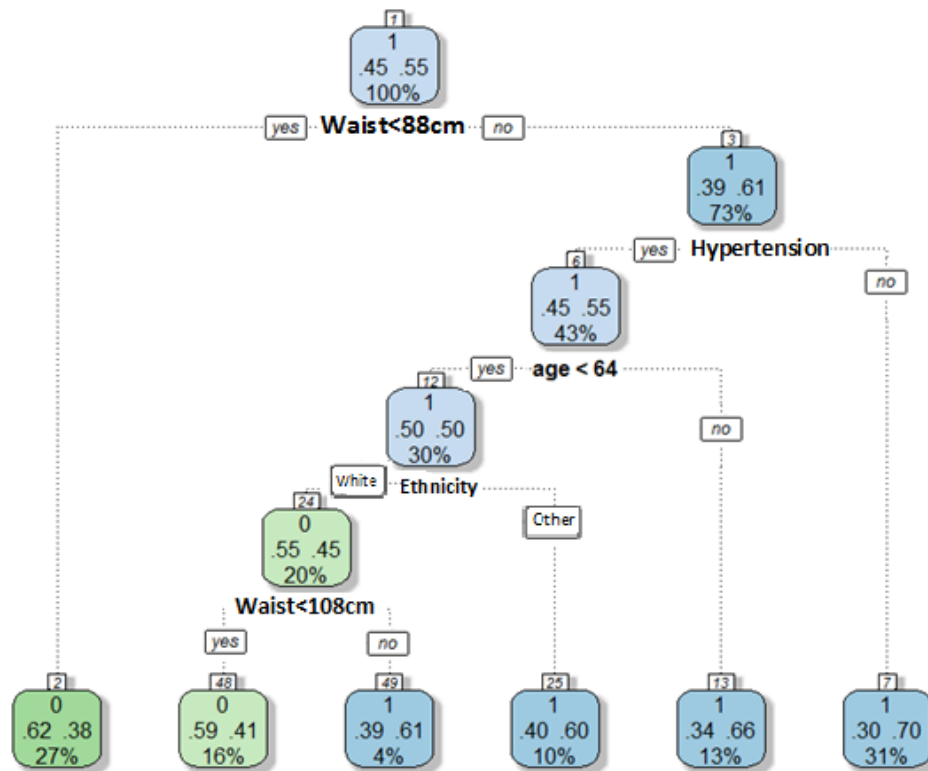 1
1
.45 .55
100%
yes Waist<88cm no
3
1
.39 .61
73%
yes Hypertension
no
6
1
.45 .55
43%
yes age < 64
no
12
1
.50 .50
30%
White Ethnicity
Other
24
0
.55 .45
20%
Waist<108cm
yes no
2 48 49 25 13 7
0 0 1 1 1 1
.62 .38 .59 .41 .39 .61 .40 .60 .34 .66 .30 .70
27% 16% 4% 10% 13% 31%